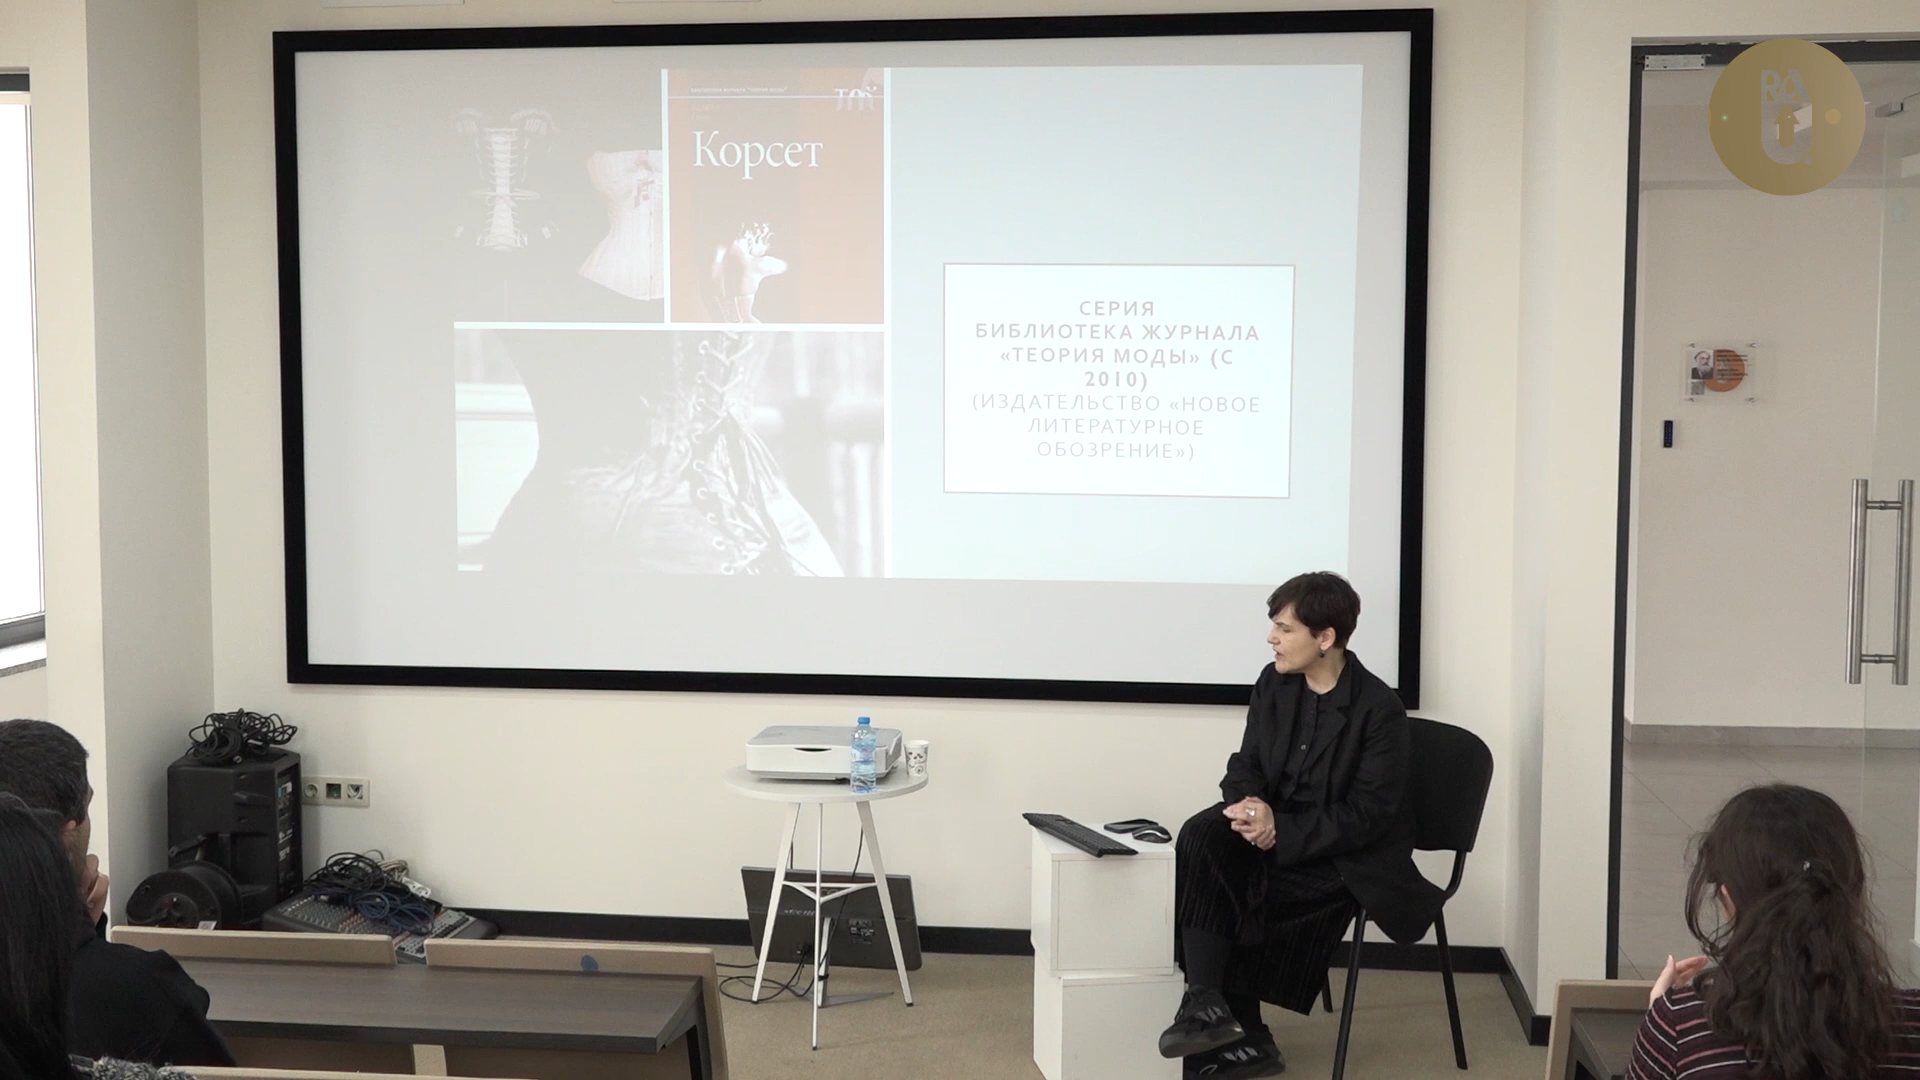 Корсет
СЕРИЯ
БИБЛИОТЕКА ЖУРНАЛА
«ТЕОРИЯ МОДЫ» (С
2010)
(ИЗДАТЕЛЬСТВО «НОВОЕ
ЛИТЕРАТУРНОЕ
ОБОЗРЕНИЕ»)